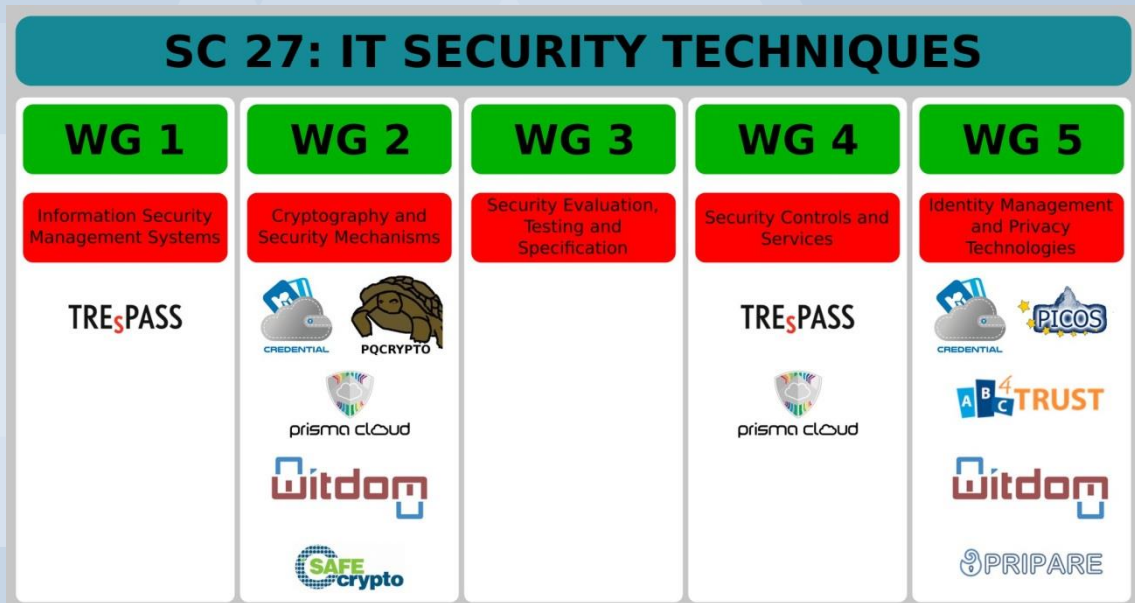 SC 27: IT SECURITY TECHNIQUES
WG 1
Information Security
Management Systems
TREsPASS
WG 2
Cryptography and
Security Mechanisms
CREDENTIAL
PQCRYPTO
prisma cloud
witdom
SAFE
crypto
WG 3
Security Evaluation,
Testing and
Specification
WG 4
Security Controls and
Services
TREsPASS
prisma cloud
WG 5
Identity Management
and Privacy
Technologies
CREDENTIAL
PICOS
ABC4TRUST
witdom
PRIPARE